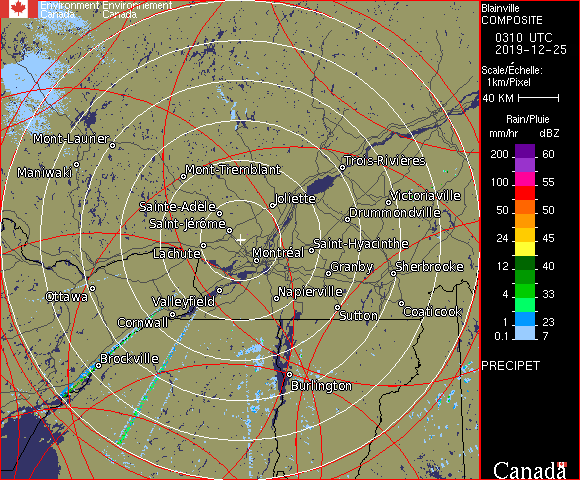 Environment Environnement
Canada Canada
Blainville
COMPOSITE
0310 UTC
2019-12-25
Scale/Échelle:
1km/Pixel
40 KM
Rain/Pluie
mm/hr dBZ
200 60
100 55
50 50
24 45
12 40
4 33
1 23
0.1 7
PRECIPET
Canada
Mont-Laurier
Maniwaki
Mont-Tremblant
Trois-Rivières
Joliette
Victoriaville
Sainte-Adèle
Drummondville
Saint-Jérôme
Saint-Hyacinthe
Lachute
Montréal
Granby
Sherbrooke
Ottawa
Valleyfield
Napierville
Coaticook
Cornwall
Sutton
Brockville
Burlington